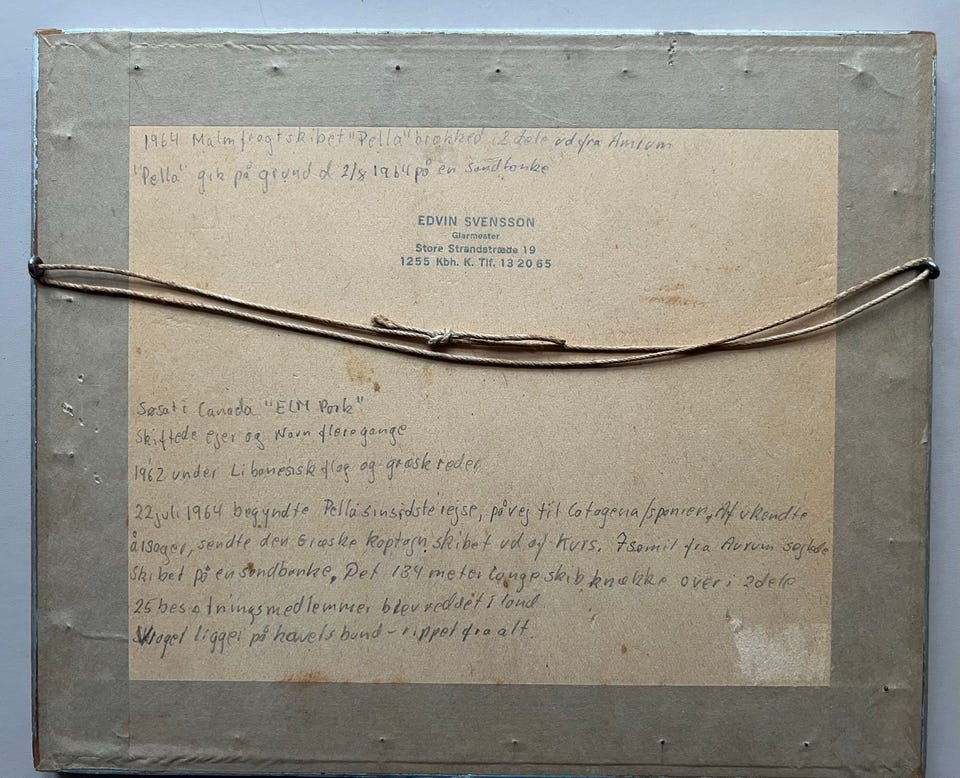 1964 Malmfragtskibet "Pella" brækked i 2 dele ud fra Amrum
"Pella" gik på grund d 2/8 1964 på en Sandbanke
EDVIN SVENSSON
Glarmester
Store Strandstræde 19
1255 Kbh. K. Tlf. 13 20 65
Søsat i Canada "ELM Park"
Skiftede ejer og Navn flere gange
1962 under Libanesisk flag og græsk reder
22 juli 1964 begyndte Pellas sin sidste rejse, på vej til Catagena/spanien, Af ukendte
årsager, sendte den Græske kaptajn skibet ud af Kurs. 7 sømil fra Amrum sejlede
Skibet på en sandbanke, Det 134 meter lange skib knække over i 2 dele
25 besætningsmedlemmer blev reddet i land
Vraget ligger på havets bund - rippet fra alt.